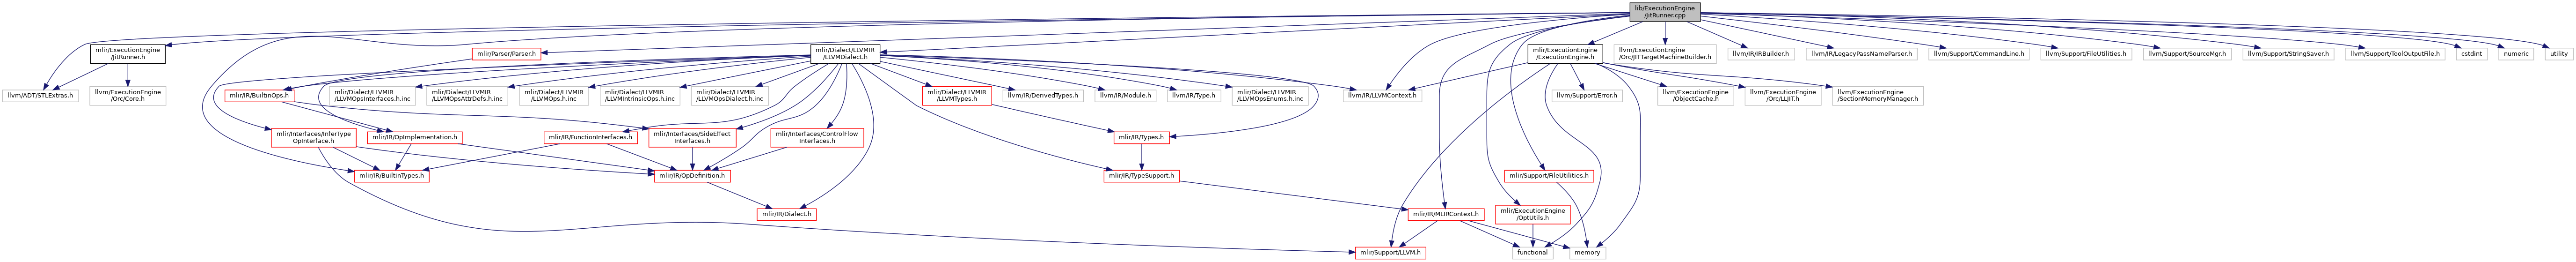 lib/ExecutionEngine
/JitRunner.cpp
mlir/ExecutionEngine
/JitRunner.h
mlir/Parser/Parser.h
mlir/Dialect/LLVMIR
/LLVMDialect.h
mlir/ExecutionEngine
/ExecutionEngine.h
llvm/ExecutionEngine
/Orc/JITTargetMachineBuilder.h
llvm/IR/IRBuilder.h
llvm/IR/LegacyPassNameParser.h
llvm/Support/CommandLine.h
llvm/Support/FileUtilities.h
llvm/Support/SourceMgr.h
llvm/Support/StringSaver.h
llvm/Support/ToolOutputFile.h
cstdint
numeric
utility
llvm/ADT/STLExtras.h
llvm/ExecutionEngine
/Orc/Core.h
mlir/IR/BuiltinOps.h
mlir/Dialect/LLVMIR
/LLVMOpsInterfaces.h.inc
mlir/Dialect/LLVMIR
/LLVMOpsAttrDefs.h.inc
mlir/Dialect/LLVMIR
/LLVMOps.h.inc
mlir/Dialect/LLVMIR
/LLVMIntrinsicOps.h.inc
mlir/Dialect/LLVMIR
/LLVMOpsDialect.h.inc
mlir/Dialect/LLVMIR
/LLVMTypes.h
llvm/IR/DerivedTypes.h
llvm/IR/Module.h
llvm/IR/Type.h
mlir/Dialect/LLVMIR
/LLVMOpsEnums.h.inc
llvm/IR/LLVMContext.h
llvm/Support/Error.h
llvm/ExecutionEngine
/ObjectCache.h
llvm/ExecutionEngine
/Orc/LLJIT.h
llvm/ExecutionEngine
/SectionMemoryManager.h
mlir/Interfaces/InferType
OpInterface.h
mlir/IR/OpImplementation.h
mlir/IR/FunctionInterfaces.h
mlir/Interfaces/SideEffect
Interfaces.h
mlir/Interfaces/ControlFlow
Interfaces.h
mlir/IR/Types.h
mlir/IR/BuiltinTypes.h
mlir/IR/OpDefinition.h
mlir/IR/TypeSupport.h
mlir/Support/FileUtilities.h
mlir/IR/Dialect.h
mlir/IR/MLIRContext.h
mlir/ExecutionEngine
/OptUtils.h
mlir/Support/LLVM.h
functional
memory